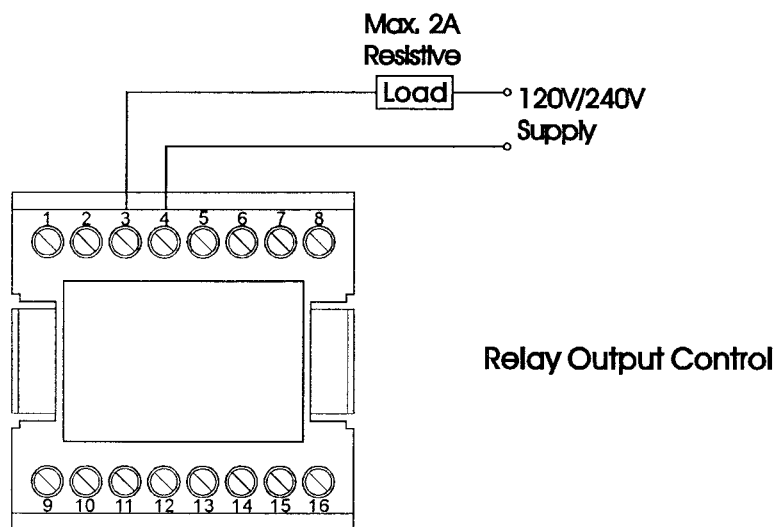 Max. 2A
Resistive
Load
120V/240V
Supply
1 2 3 4 5 6 7 8
Relay Output Control
9 10 11 12 13 14 15 16